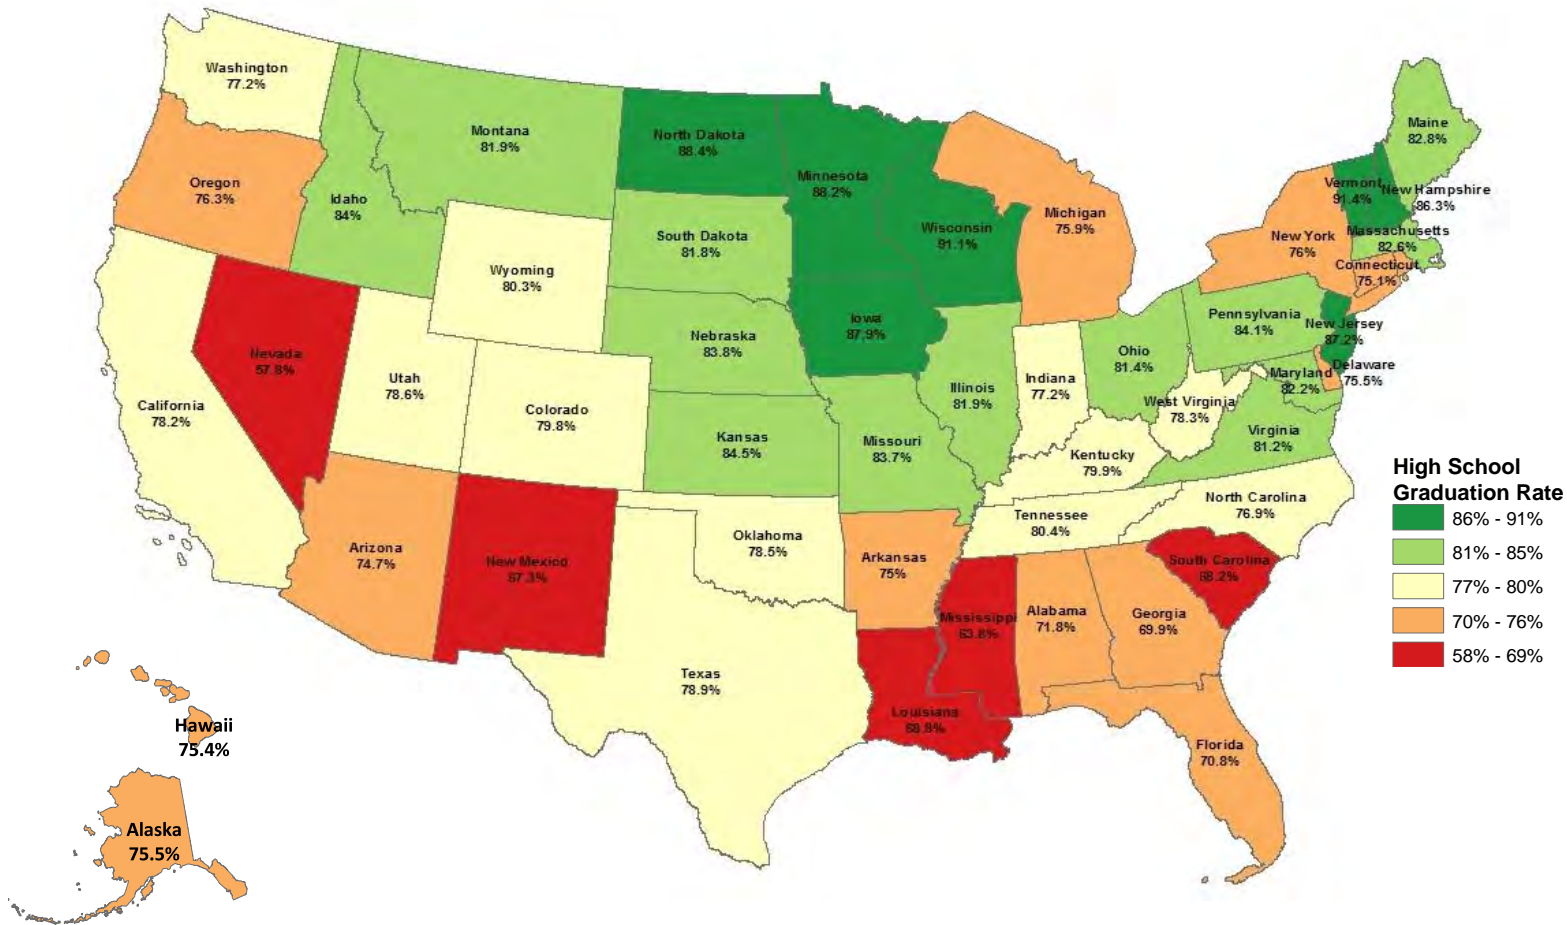 Washington
77.2%
Oregon
76.3%
Idaho
84%
Montana
81.9%
North Dakota
88.4%
Minnesota
88.2%
Wisconsin
91.1%
Michigan
75.9%
Maine
82.8%
Vermont
91.4%
New Hampshire
86.3%
Massachusetts
82.6%
New York
76%
Connecticut
75.1%
South Dakota
81.8%
Wyoming
80.3%
Iowa
87.9%
Nebraska
83.8%
Pennsylvania
84.1%
New Jersey
87.2%
Delaware
75.5%
Maryland
82.2%
Nevada
57.8%
Utah
78.6%
California
78.2%
Colorado
79.8%
Kansas
84.5%
Missouri
83.7%
Illinois
81.9%
Indiana
77.2%
Ohio
81.4%
West Virginia
78.3%
Virginia
81.2%
Kentucky
79.9%
Tennessee
80.4%
North Carolina
76.9%
Arizona
74.7%
New Mexico
67.3%
Oklahoma
78.5%
Arkansas
75%
South Carolina
68.2%
Mississippi
63.8%
Alabama
71.8%
Georgia
69.9%
Texas
78.9%
Louisiana
Florida
70.8%
Hawaii
75.4%
Alaska
75.5%
High School
Graduation Rate
86% - 91%
81% - 85%
77% - 80%
70% - 76%
58% - 69%